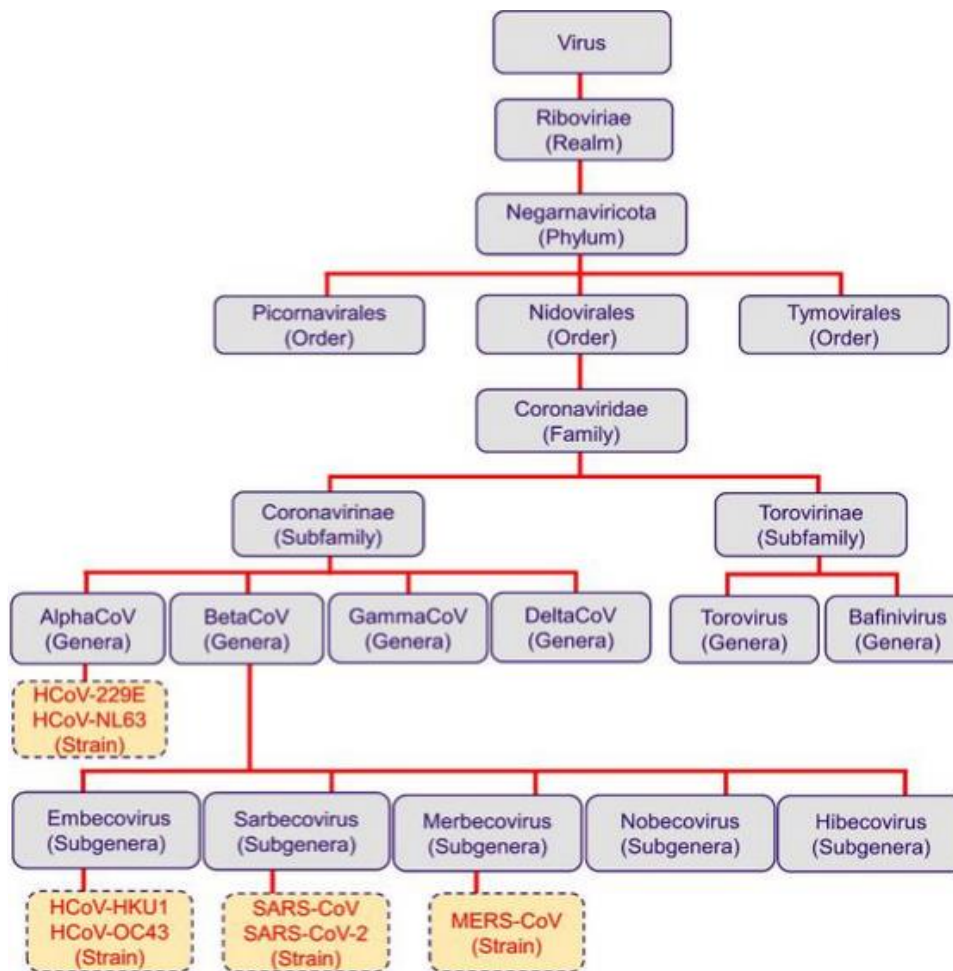 Virus
Riboviriae
(Realm)
Negarnaviricota
(Phylum)
Picornavirales
(Order)
Nidovirales
(Order)
Tymovirales
(Order)
Coronaviridae
(Family)
Coronavirinae
(Subfamily)
Torovirinae
(Subfamily)
AlphaCoV
(Genera)
BetaCoV
(Genera)
GammaCoV
(Genera)
DeltaCoV
(Genera)
Torovirus
(Genera)
Bafinivirus
(Genera)
HCoV-229E
HCoV-NL63
(Strain)
Embecovirus
(Subgenera)
Sarbecovirus
(Subgenera)
Merbecovirus
(Subgenera)
Nobecovirus
(Subgenera)
Hibecovirus
(Subgenera)
HCoV-HKU1
HCoV-OC43
(Strain)
SARS-CoV
SARS-CoV-2
(Strain)
MERS-CoV
(Strain)